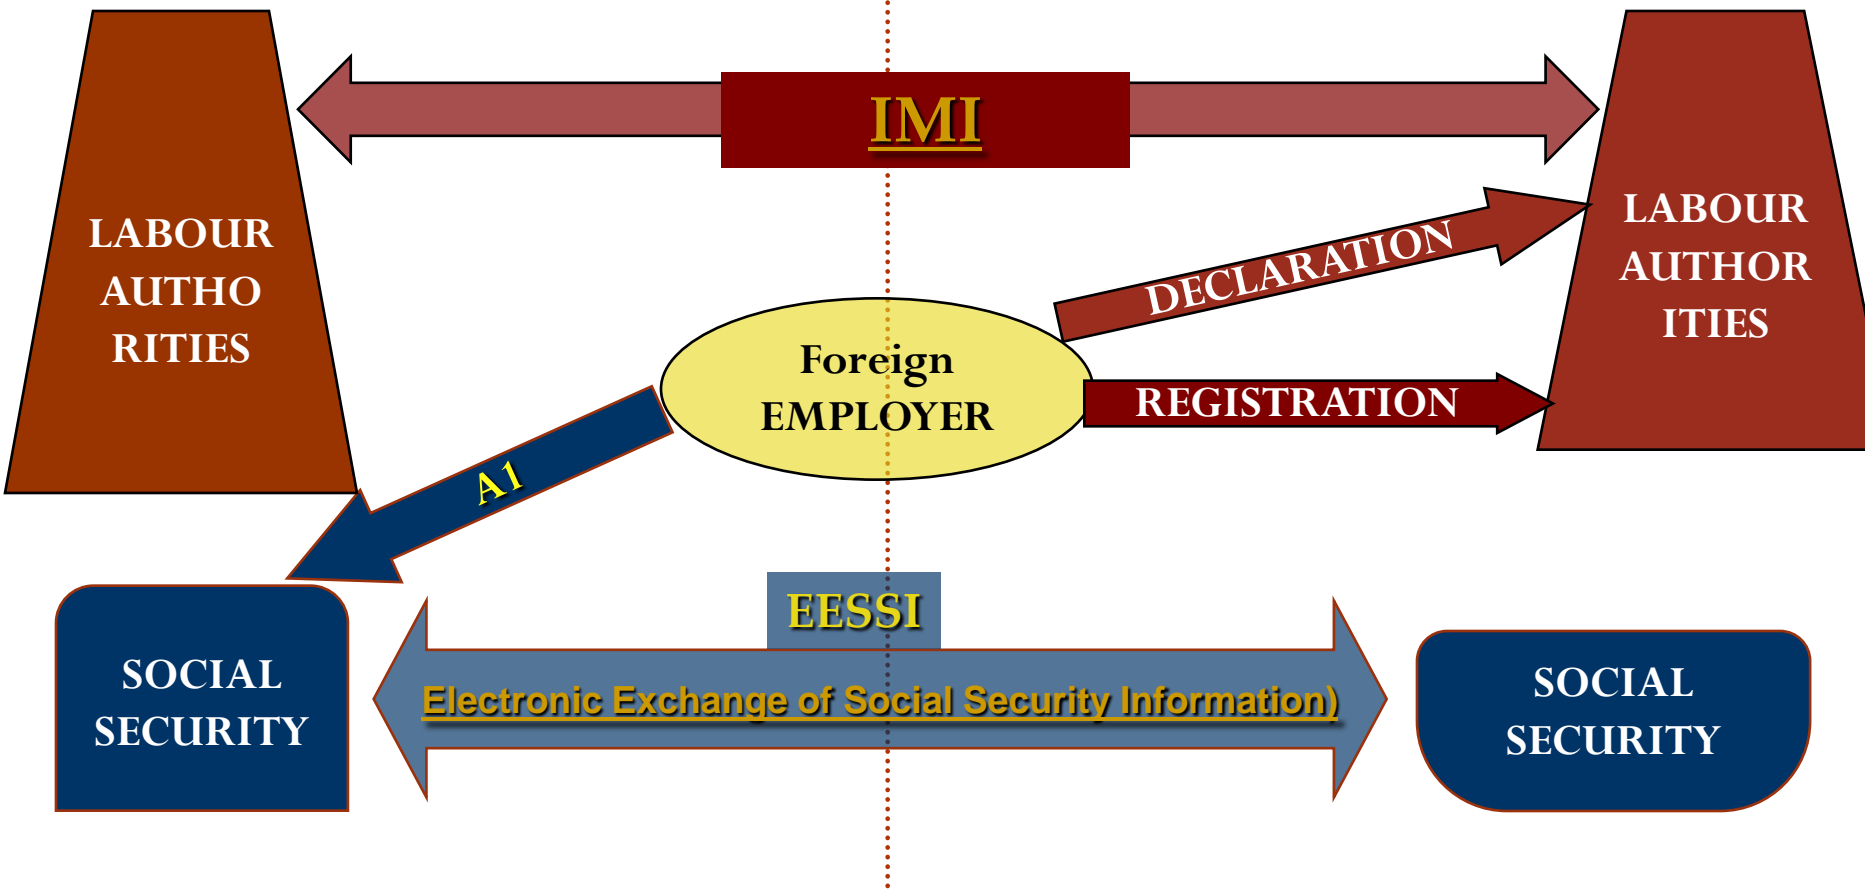 IMI
LABOUR
AUTHO
RITIES
LABOUR
AUTHOR
ITIES
DECLARATION
Foreign
EMPLOYER
REGISTRATION
A1
EESSI
Electronic Exchange of Social Security Information)
SOCIAL
SECURITY
SOCIAL
SECURITY